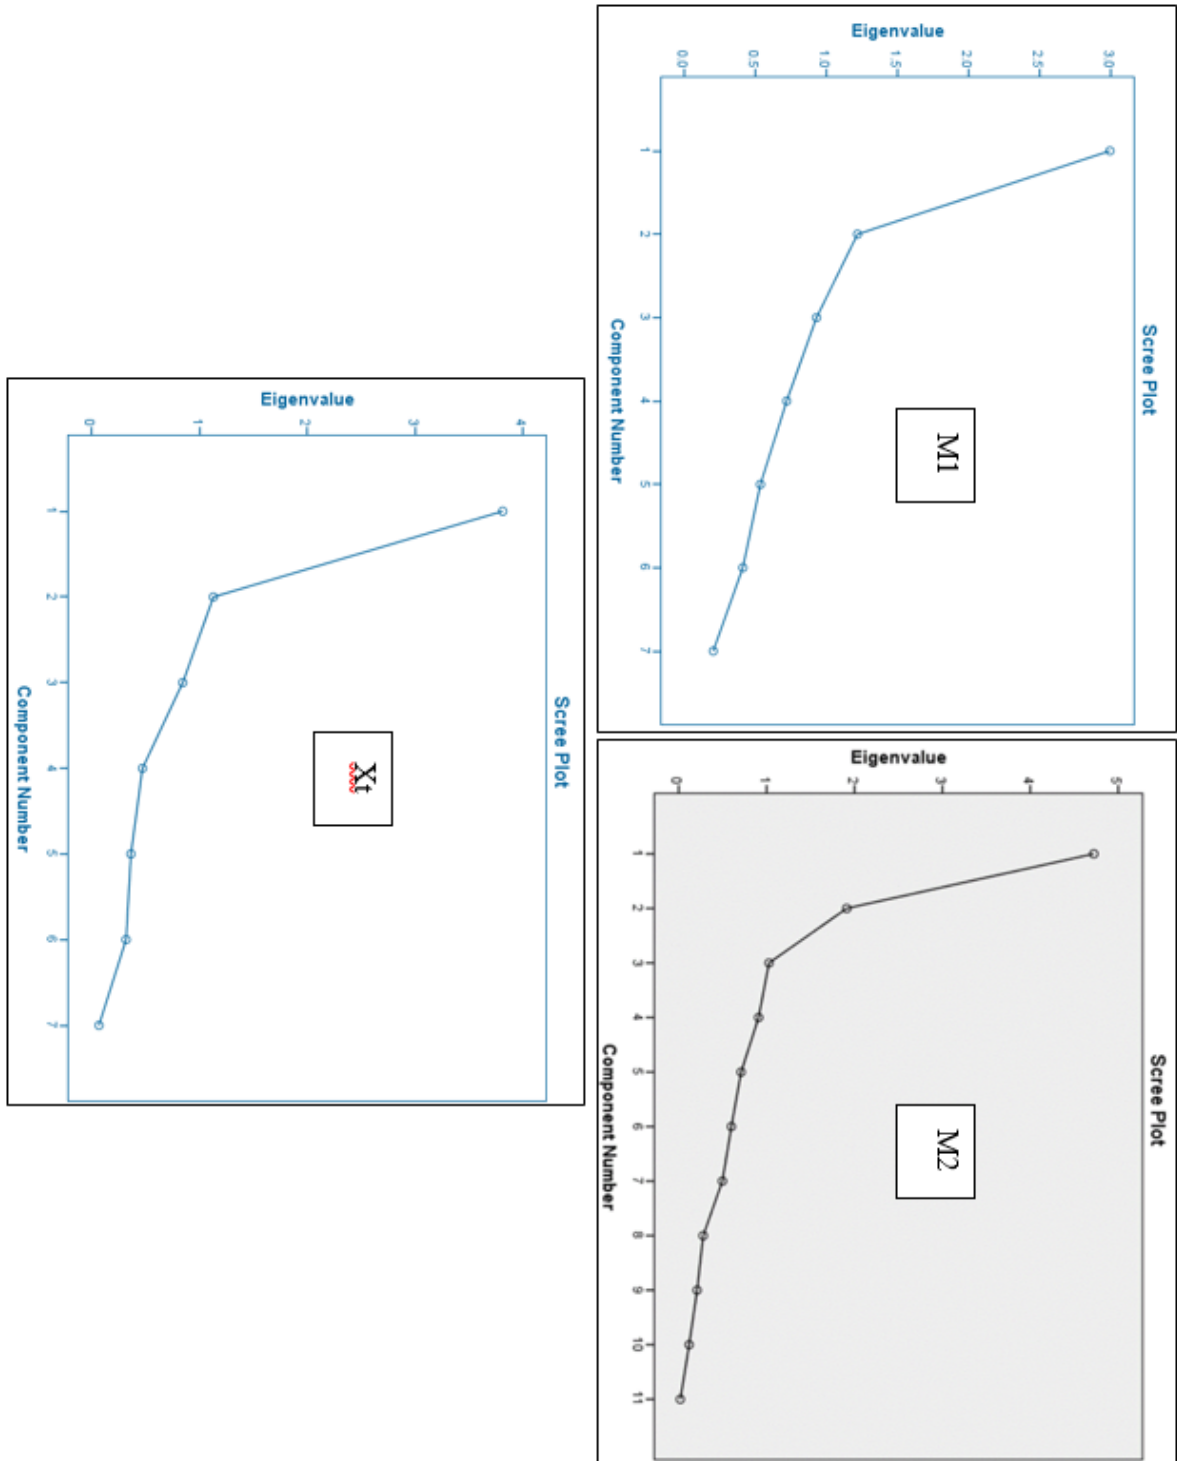 Scree Plot
M1
Eigenvalue
3.0
2.5
2.0
1.5
1.0
0.5
0.0
1 2 3 4 5 6 7
Component Number
Scree Plot
M2
Eigenvalue
5
4
3
2
1
0
1 2 3 4 5 6 7 8 9 10 11
Component Number
Scree Plot
Xt
Eigenvalue
4
3
2
1
0
1 2 3 4 5 6 7
Component Number